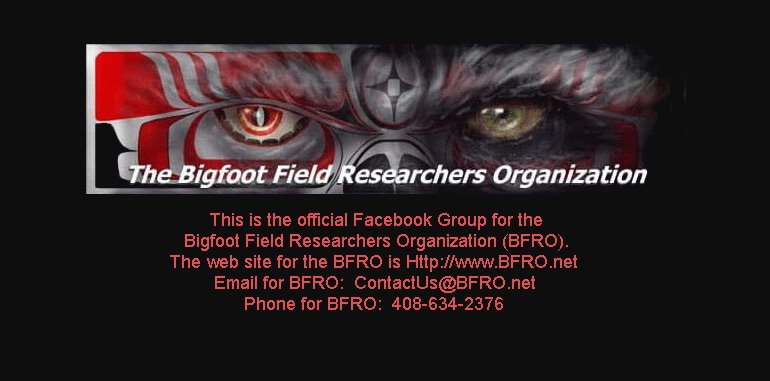 The Bigfoot Field Researchers Organization
This is the official Facebook Group for the
Bigfoot Field Researchers Organization (BFRO).
The web site for the BFRO is Http://www.BFRO.net
Email for BFRO:  ContactUs@BFRO.net
Phone for BFRO:  408-634-2376